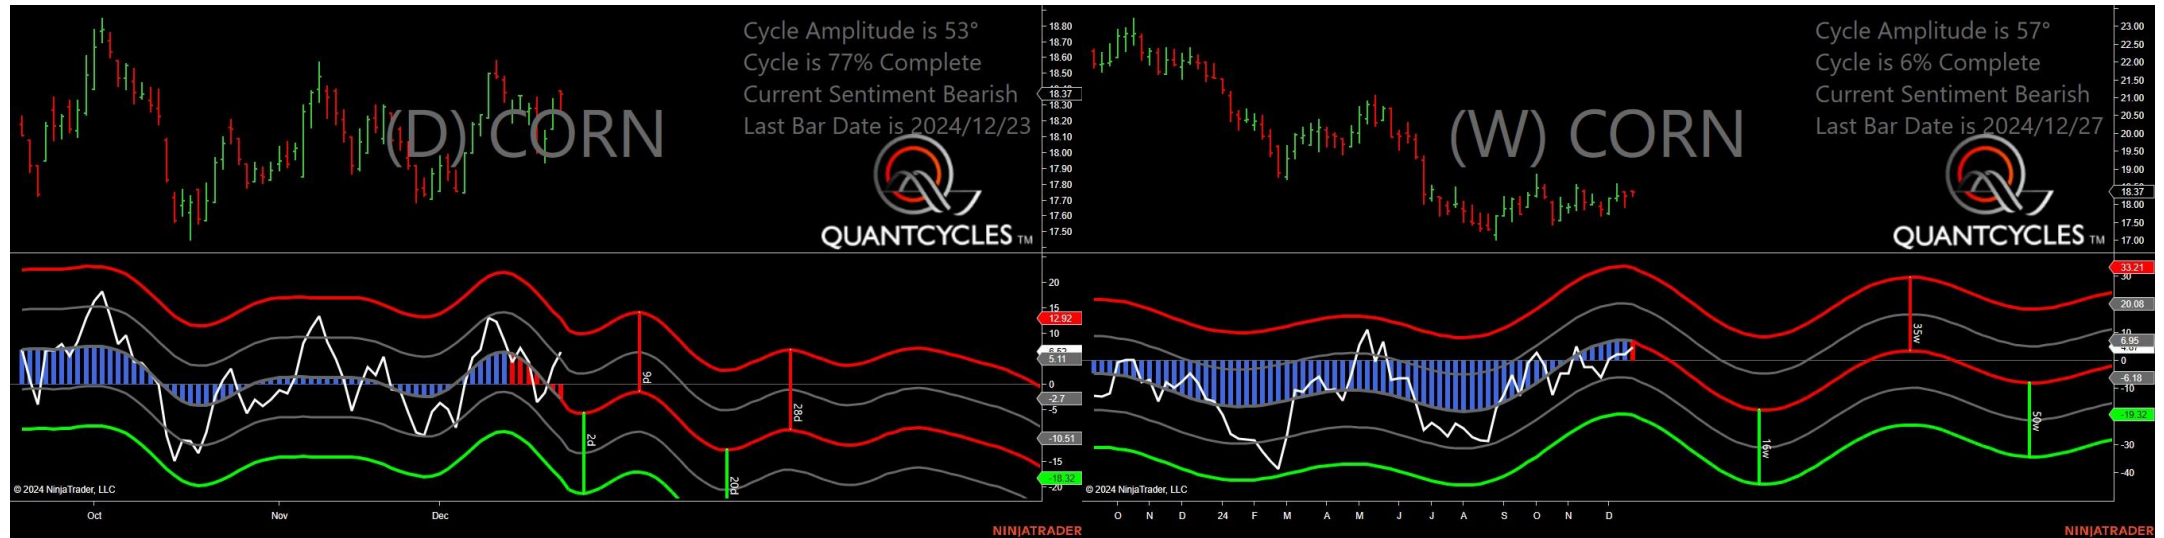 Cycle Amplitude is 53°
Cycle is 77% Complete
Current Sentiment Bearish
Last Bar Date is 2024/12/23
(D) CORN
QUANTCYCLES TM
18.80
18.70
18.60
18.50
18.37
18.30
18.20
18.10
18.00
17.90
17.80
17.70
17.60
17.50
20
15
12.92
10
5.11
0
-2.7
-5
-10.51
-15
-18.32
-20
9d
28d
2d
20d
© 2024 NinjaTrader, LLC
Oct Nov Dec
NINJATRADER
Cycle Amplitude is 57°
Cycle is 6% Complete
Current Sentiment Bearish
Last Bar Date is 2024/12/27
(W) CORN
QUANTCYCLES TM
23.00
22.50
22.00
21.50
21.00
20.50
20.00
19.50
19.00
18.37
18.00
17.50
17.00
33.21
30
20.08
10
6.95
0
-6.18
-10
-19.32
-30
-40
35w
16w
50w
© 2024 NinjaTrader, LLC
O N D 24 F M A M J J A S O N D
NINJATRADER